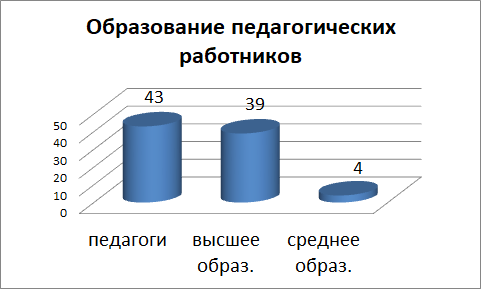 Образование педагогических
работников
43
39
4
50
40
30
20
10
0
педагоги
высшее
образ.
среднее
образ.